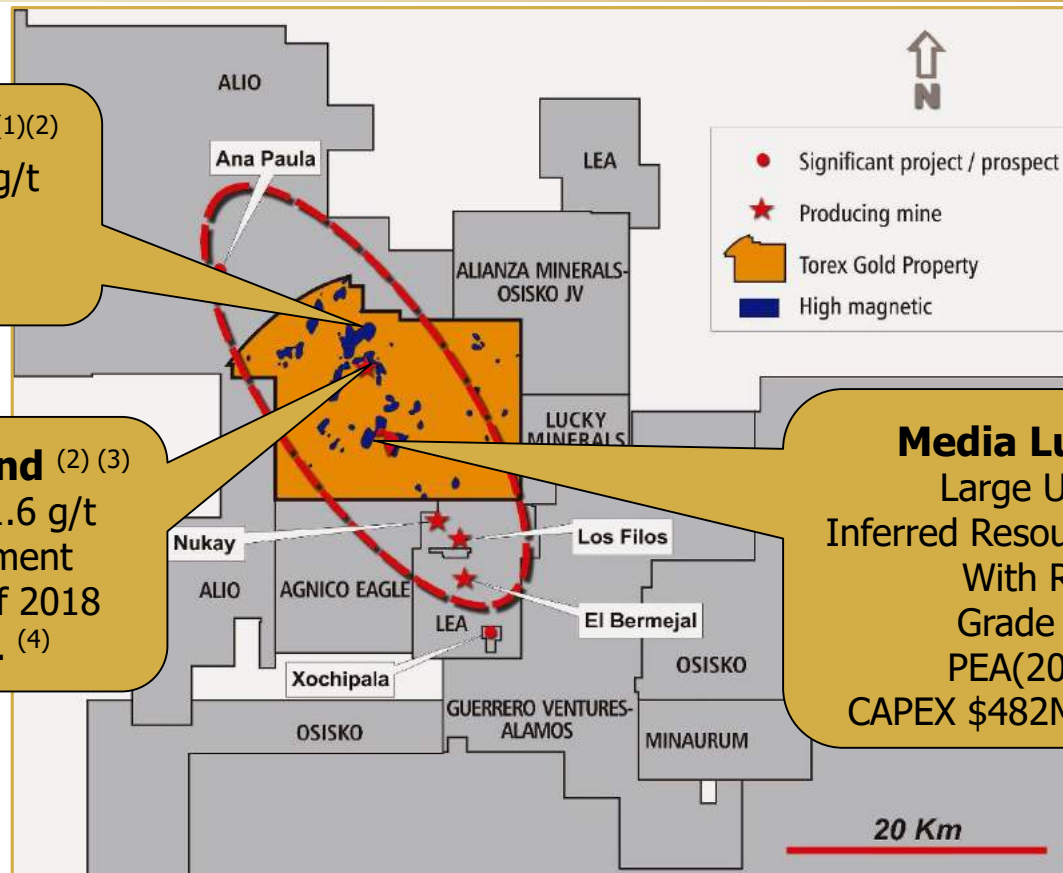 ALIO
Ana Paula
LEA
ALIANZA MINERALS-
OSISKO JV
LUCKY
MINERALS
N
Significant project / prospect
Producing mine
Torex Gold Property
High magnetic
(1)(2)
g/t
nd (2) (3)
.6 g/t
ment
f 2018
. (4)
Media Lu
Large U
Inferred Resou
With R
Grade
PEA(20
CAPEX $482M
Nukay
Los Filos
ALIO
AGNICO EAGLE
LEA
El Bermejal
Xochipala
OSISKO
OSISKO
GUERRERO VENTURES-
ALAMOS
MINAURUM
20 Km